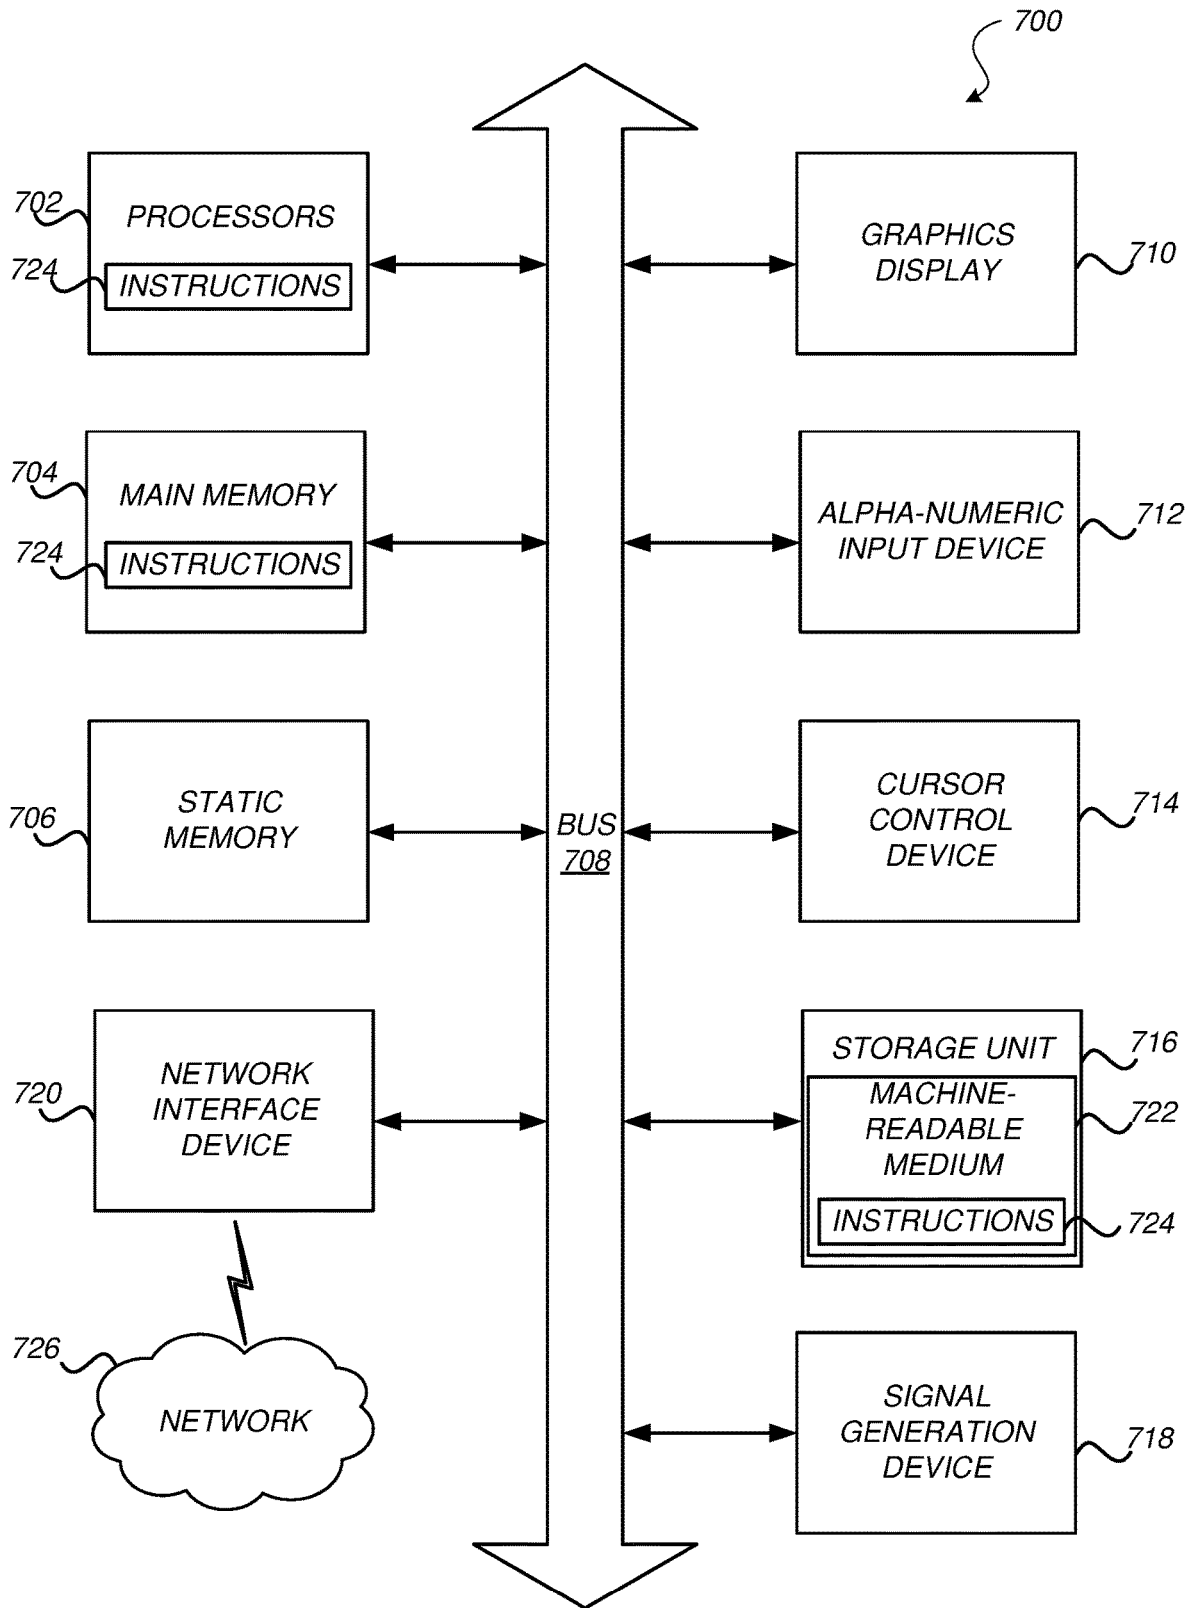 700
702
PROCESSORS
724
INSTRUCTIONS
GRAPHICS
DISPLAY
710
704
MAIN MEMORY
724
INSTRUCTIONS
ALPHA-NUMERIC
INPUT DEVICE
712
706
STATIC
MEMORY
BUS
708
CURSOR
CONTROL
DEVICE
714
720
NETWORK
INTERFACE
DEVICE
STORAGE UNIT
716
MACHINE-
READABLE
MEDIUM
722
INSTRUCTIONS
724
726
NETWORK
SIGNAL
GENERATION
DEVICE
718